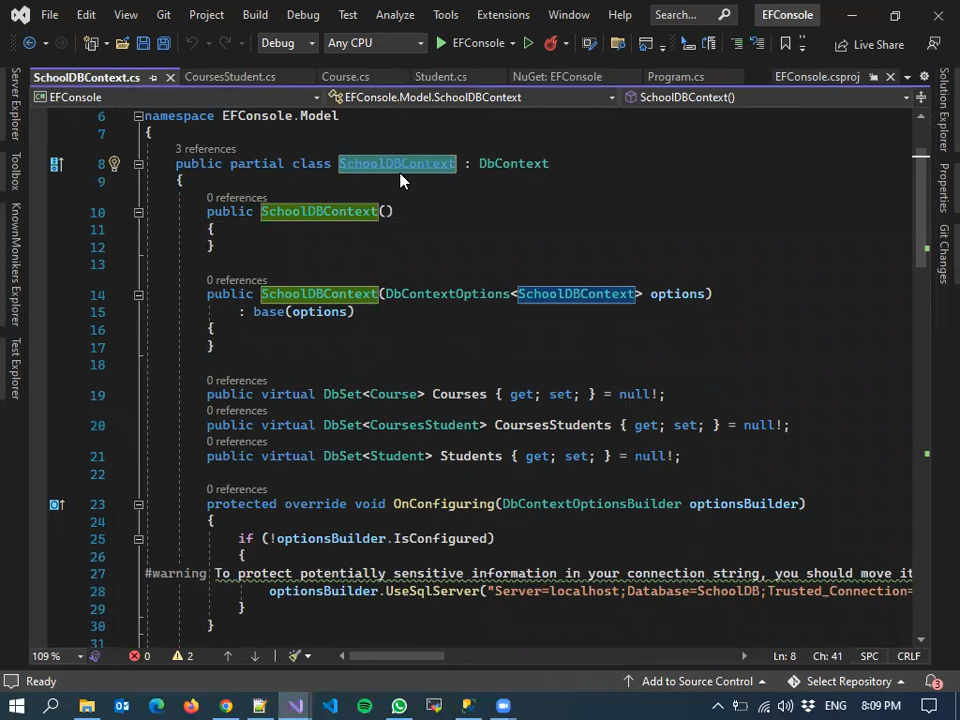 File Edit View Git Project Build Debug Test Analyze Tools Extensions Window Help Search... EFConsole
Debug Any CPU EFConsole Live Share
SchoolDBContext.cs CoursesStudent.cs Course.cs Student.cs NuGet: EFConsole Program.cs EFConsole.csproj
EFConsole EFConsole.Model.SchoolDBContext SchoolDBContext()
Server Explorer
Toolbox
KnownMonikers Explorer
Test Explorer
Solution Explorer
Properties
Git Changes
6 namespace EFConsole.Model
7 {
3 references
8 public partial class SchoolDBContext : DbContext
9 {
0 references
10 public SchoolDBContext()
11 {
12 }
13
0 references
14 public SchoolDBContext(DbContextOptions<SchoolDBContext> options)
15 : base(options)
16 {
17 }
18
0 references
19 public virtual DbSet<Course> Courses { get; set; } = null!;
0 references
20 public virtual DbSet<CoursesStudent> CoursesStudents { get; set; } = null!;
0 references
21 public virtual DbSet<Student> Students { get; set; } = null!;
22
0 references
23 protected override void OnConfiguring(DbContextOptionsBuilder optionsBuilder)
24 {
25 if (!optionsBuilder.IsConfigured)
26 {
27 #warning To protect potentially sensitive information in your connection string, you should move it
28 optionsBuilder.UseSqlServer("Server=localhost;Database=SchoolDB;Trusted_Connection=
29 }
30 }
31
109 % 0 2 Ln: 8 Ch: 41 SPC CRLF
Ready Add to Source Control Select Repository 3
ENG 8:09 PM